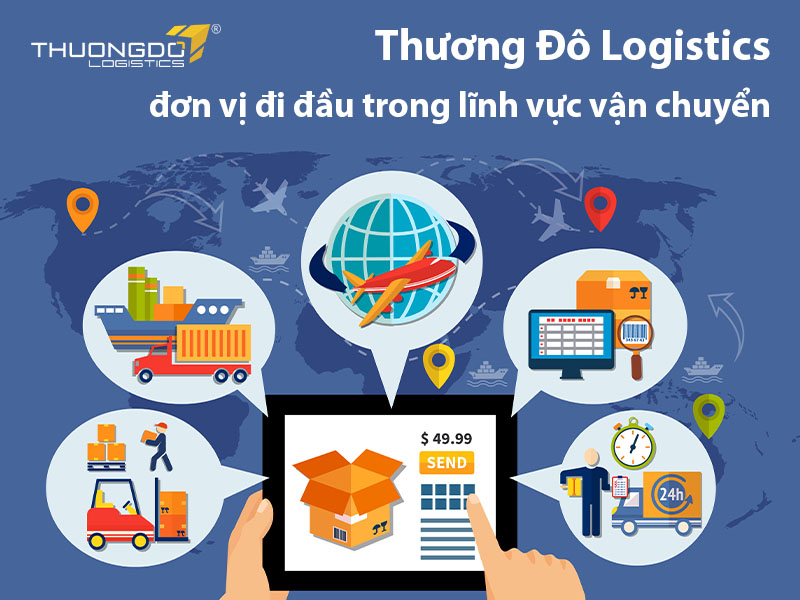 THUONGDO
LOGISTICS
®
Thương Đô Logistics
đơn vị đi đầu trong lĩnh vực vận chuyển
$ 49.99
SEND
24h